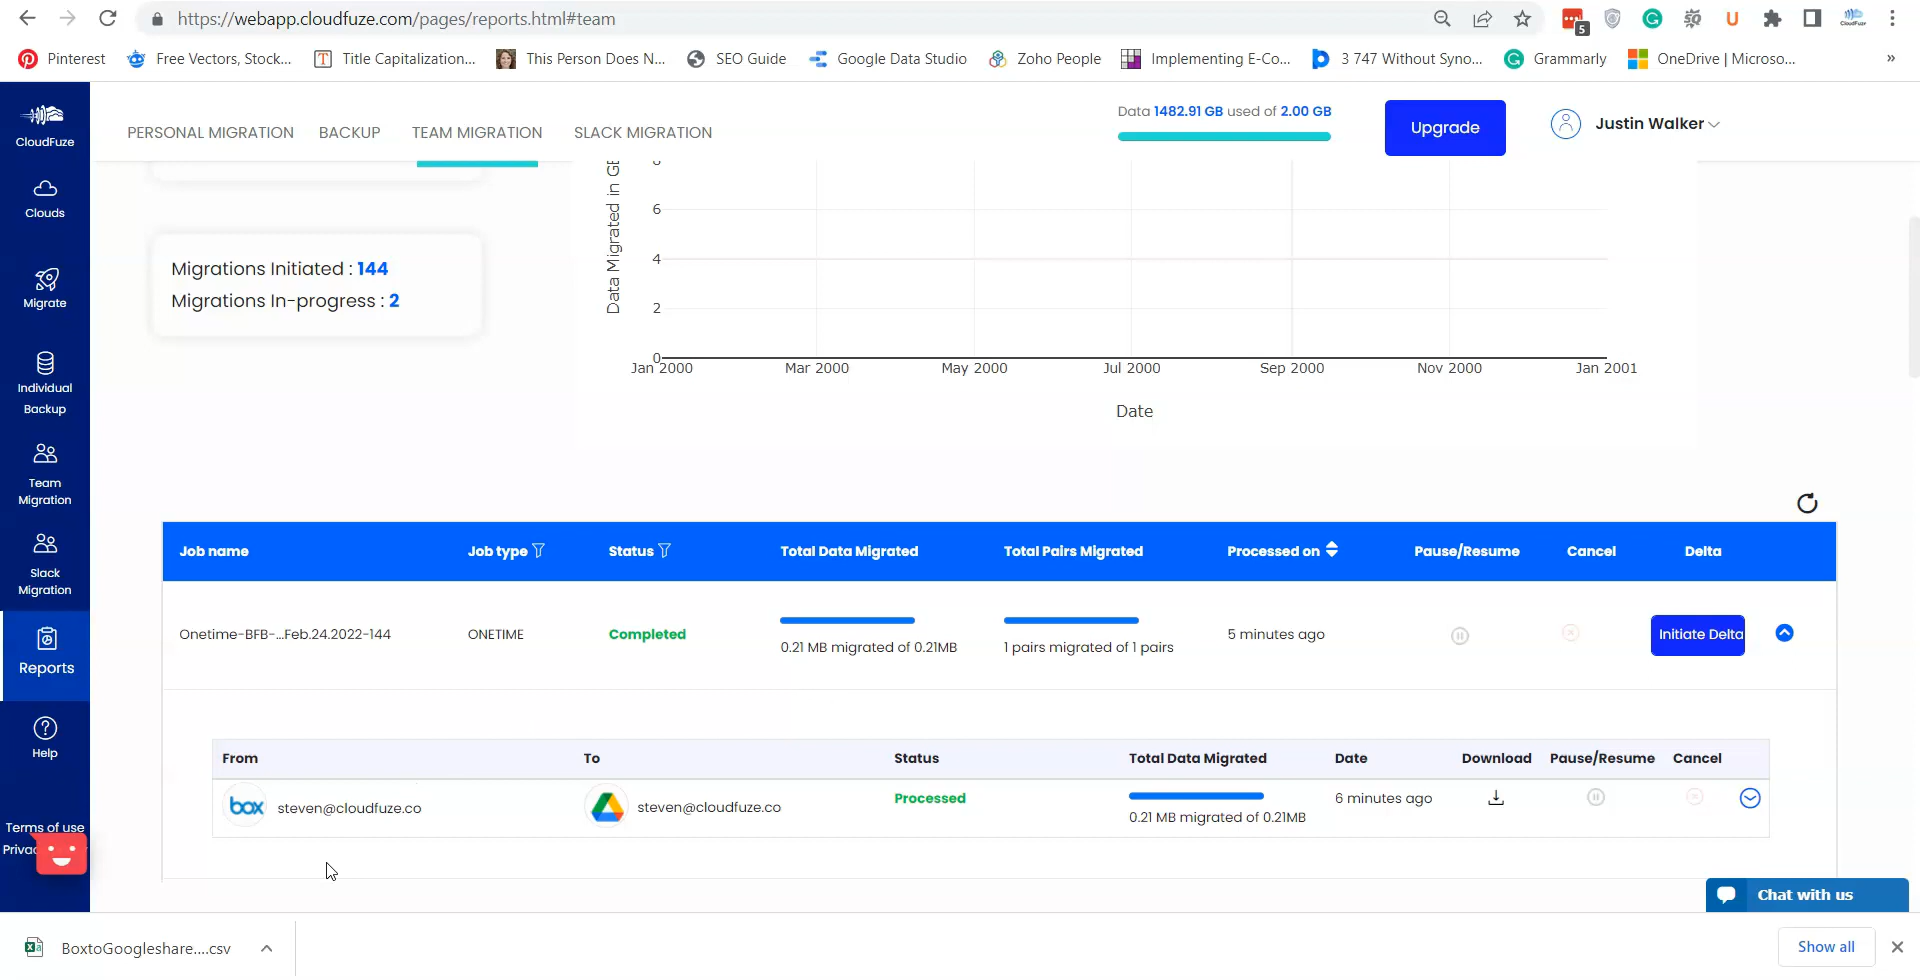 https://webapp.cloudfuze.com/pages/reports.html#team
5
CloudFuze
Pinterest
Free Vectors, Stock...
T
Title Capitalization...
This Person Does N...
SEO Guide
Google Data Studio
Zoho People
Implementing E-Co...
3 747 Without Syno...
Grammarly
OneDrive | Microso...
»
CloudFuze
PERSONAL MIGRATION
BACKUP
TEAM MIGRATION
SLACK MIGRATION
Data 1482.91 GB used of 2.00 GB
Upgrade
Justin Walker
Clouds
Migrate
Individual
Backup
Team
Migration
Slack
Migration
Reports
Help
Terms of use
Migrations Initiated : 144
Migrations In-progress : 2
Data Migrated in GB
8
6
4
2
0
Jan 2000
Mar 2000
May 2000
Jul 2000
Sep 2000
Nov 2000
Jan 2001
Date
Job name
Job type
Status
Total Data Migrated
Total Pairs Migrated
Processed on
Pause/Resume
Cancel
Delta
Onetime-BFB-...Feb.24.2022-144
ONETIME
Completed
0.21 MB migrated of 0.21MB
1 pairs migrated of 1 pairs
5 minutes ago
Initiate Delta
From
To
Status
Total Data Migrated
Date
Download
Pause/Resume
Cancel
box
steven@cloudfuze.co
steven@cloudfuze.co
Processed
0.21 MB migrated of 0.21MB
6 minutes ago
Chat with us
BoxtoGoogleshare....csv
Show all